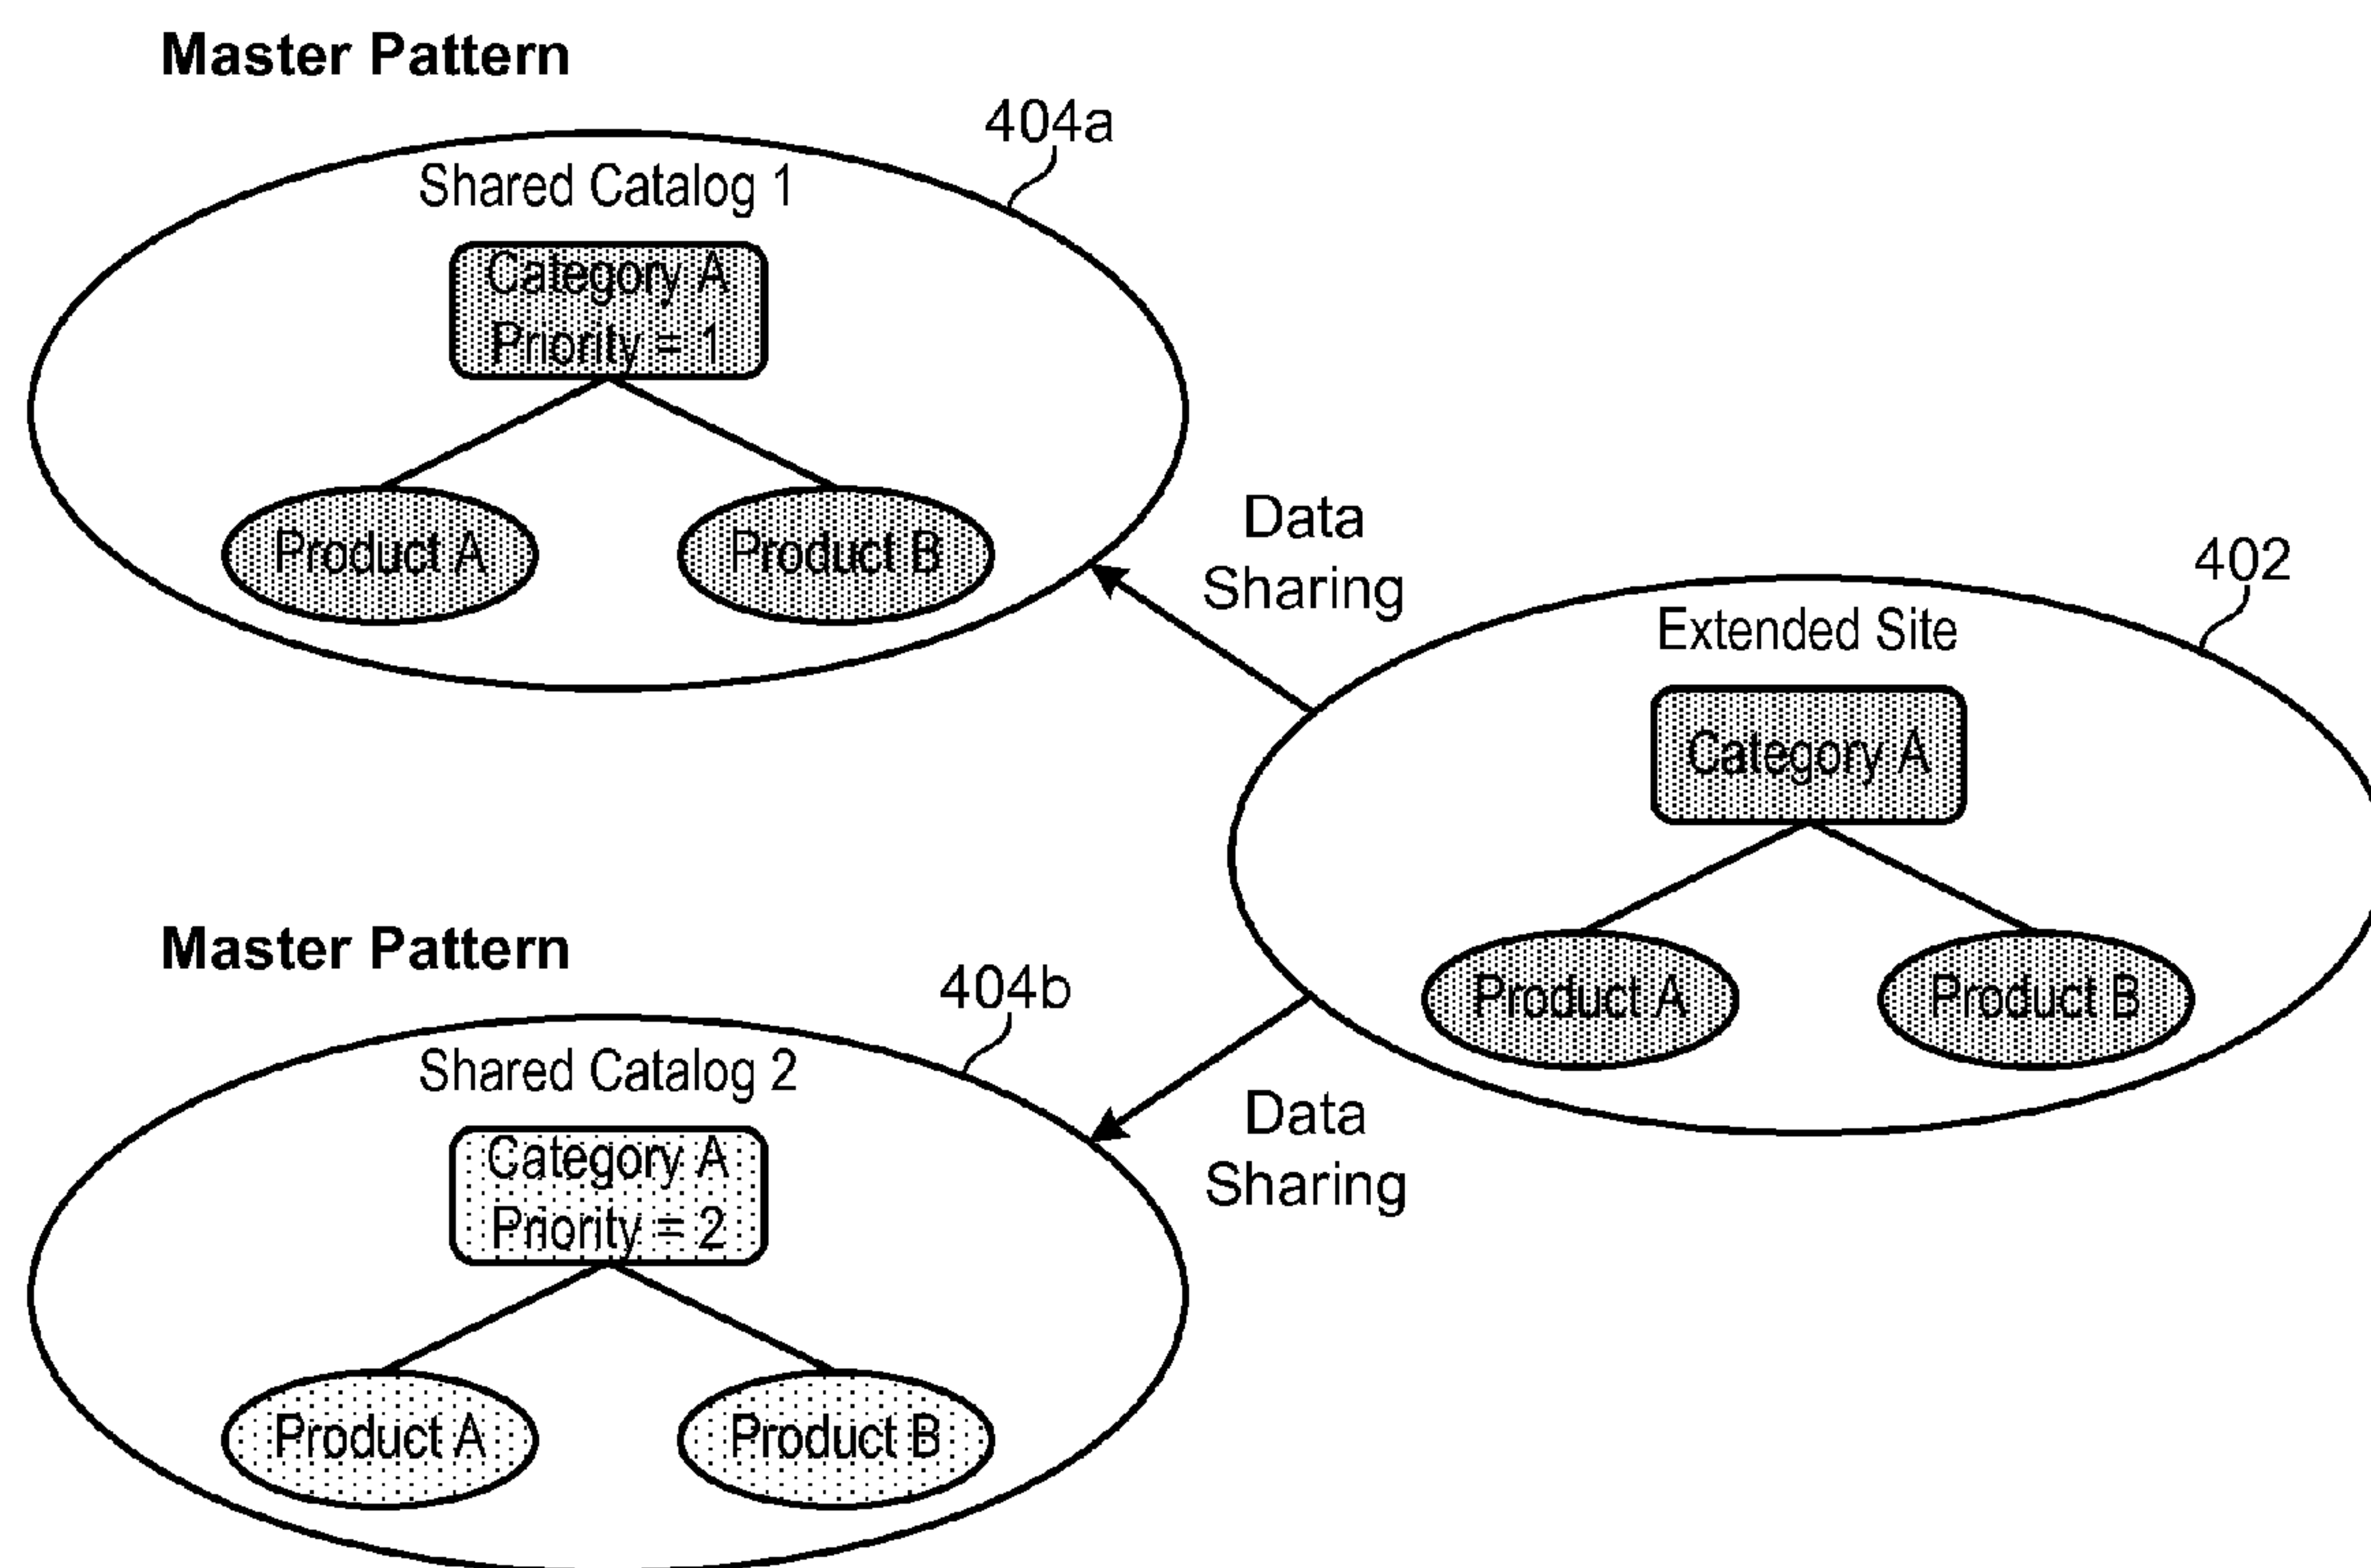 Master Pattern
404a
Shared Catalog 1
Category A
Priority = 1
Product A
Product B
Data
Sharing
402
Extended Site
Category A
Product A
Product B
Master Pattern
404b
Shared Catalog 2
Category A
Priority = 2
Product A
Product B
Data
Sharing